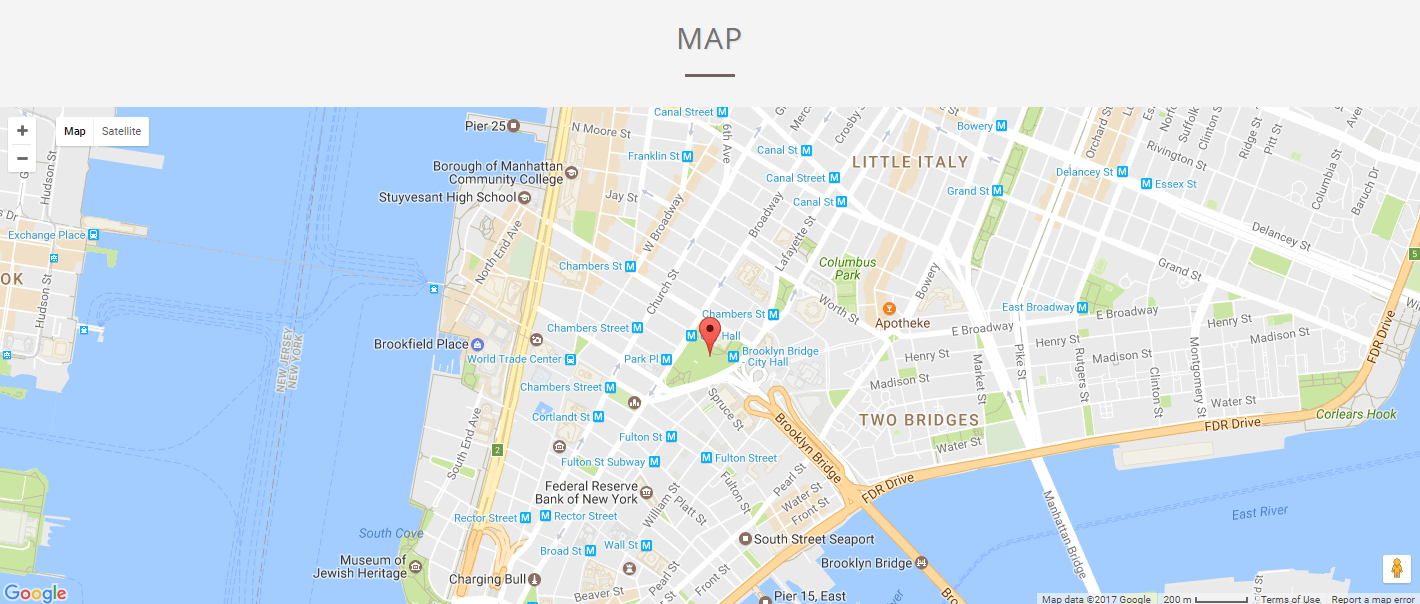 MAP
+
−
Map
Satellite
Canal Street
Pier 25
N Moore St
6th Ave
Crosby St
Bowery
Orchard St
Suffolk
Clinton St
Ridge St
Pitt St
Columbia St
Baruch Dr
Franklin St
Canal St
LITTLE ITALY
Rivington St
Borough of Manhattan
Community College
Canal Street
Delancey St
Essex St
Hudson St
Stuyvesant High School
Jay St
Canal St
Grand St
s Dr
Exchange Place
North End Ave
W Broadway
Broadway
Lafayette St
Delancey St
5
Chambers St
Columbus
Park
Bowery
Grand St
OK
Church St
Hudson St
Worth St
Apotheke
East Broadway
E Broadway
E Broadway
Henry St
Madison St
Chambers St
Chambers Street
Hall
Brookfield Place
World Trade Center
Park Pl
Brooklyn Bridge
- City Hall
Henry St
Henry St
Madison St
Madison St
NEW JERSEY
NEW YORK
Chambers Street
Spruce St
Market St
Pike St
Rutgers St
Clinton St
Montgomery St
Water St
FDR Drive
Cortlandt St
TWO BRIDGES
Corlears Hook
FDR Drive
South End Ave
2
Fulton St
Brooklyn Bridge
Water St
Fulton St Subway
Fulton Street
Federal Reserve
Bank of New York
William St
Platt St
Fulton St
Pearl St
Water St
Front St
FDR Drive
Manhattan Bridge
East River
Rector Street
Rector Street
South Cove
Broad St
Wall St
South Street Seaport
Museum of
Jewish Heritage
Charging Bull
Pearl St
Front St
Brooklyn Bridge
Beaver St
Pier 15, East
Google
Map data ©2017 Google
200 m
Terms of Use
Report a map error